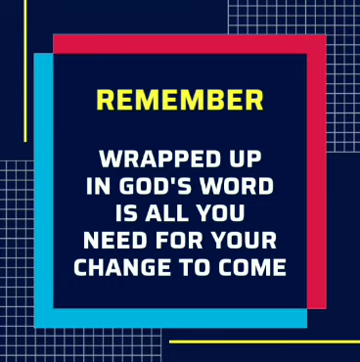 REMEMBER
WRAPPED UP
IN GOD'S WORD
IS ALL YOU
NEED FOR YOUR
CHANGE TO COME